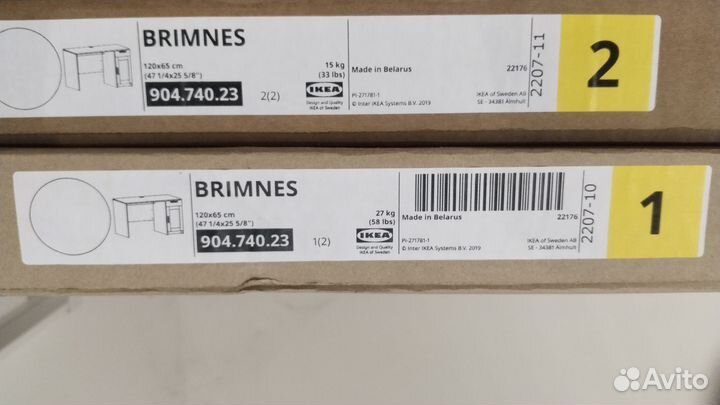 BRIMNES
120x65 cm
(47 1/4x25 5/8")
904.740.23
2(2)
15 kg
(33 lbs)
IKEA
Design and Quality
IKEA of Sweden
Made in Belarus
22176
PI-271781-1
© Inter IKEA Systems B.V. 2019
IKEA of Sweden AB
SE - 34381 Älmhult
2207-11
2
BRIMNES
120x65 cm
(47 1/4x25 5/8")
904.740.23
1(2)
27 kg
(58 lbs)
IKEA
Design and Quality
IKEA of Sweden
Made in Belarus
22176
PI-271781-1
© Inter IKEA Systems B.V. 2019
IKEA of Sweden AB
SE - 34381 Älmhult
2207-10
1
Avito